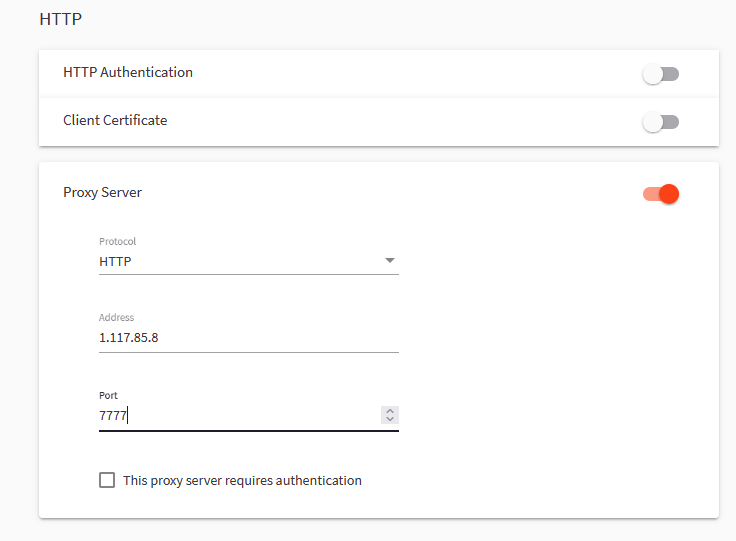 HTTP
HTTP Authentication
Client Certificate
Proxy Server
Protocol
HTTP
Address
1.117.85.8
Port
7777
This proxy server requires authentication